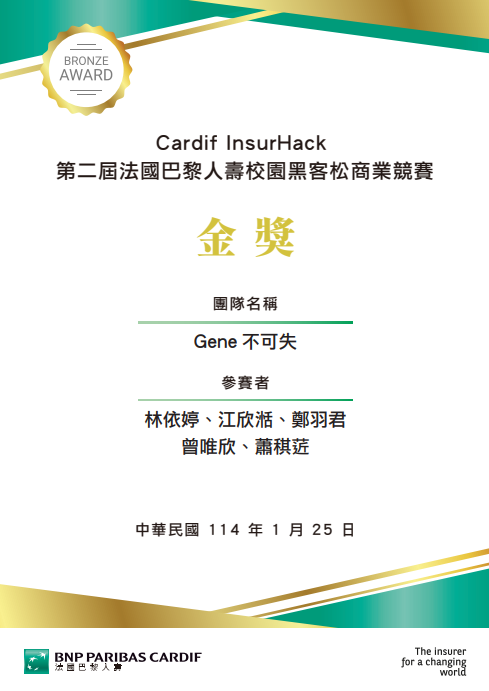 BRONZE
AWARD
Cardif InsurHack
第二屆法國巴黎人壽校園黑客松商業競賽
金獎
團隊名稱
Gene 不可失
參賽者
林依婷、江欣湉、鄭羽君
曾唯欣、蕭稘菃
中華民國 114 年 1 月 25 日
BNP PARIBAS CARDIF
法國巴黎人壽
The insurer
for a changing
world